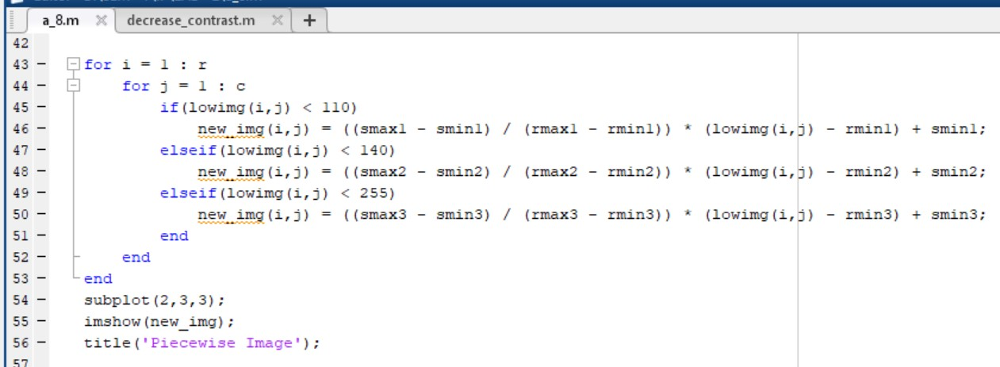 a_8.m × decrease_contrast.m × +
42
43 − for i = 1 : r
44 − for j = 1 : c
45 − if(lowimg(i,j) < 110)
46 − new_img(i,j) = ((smax1 - smin1) / (rmax1 - rmin1)) * (lowimg(i,j) - rmin1) + smin1;
47 − elseif(lowimg(i,j) < 140)
48 − new_img(i,j) = ((smax2 - smin2) / (rmax2 - rmin2)) * (lowimg(i,j) - rmin2) + smin2;
49 − elseif(lowimg(i,j) < 255)
50 − new_img(i,j) = ((smax3 - smin3) / (rmax3 - rmin3)) * (lowimg(i,j) - rmin3) + smin3;
51 − end
52 − end
53 − end
54 − subplot(2,3,3);
55 − imshow(new_img);
56 − title('Piecewise Image');
57